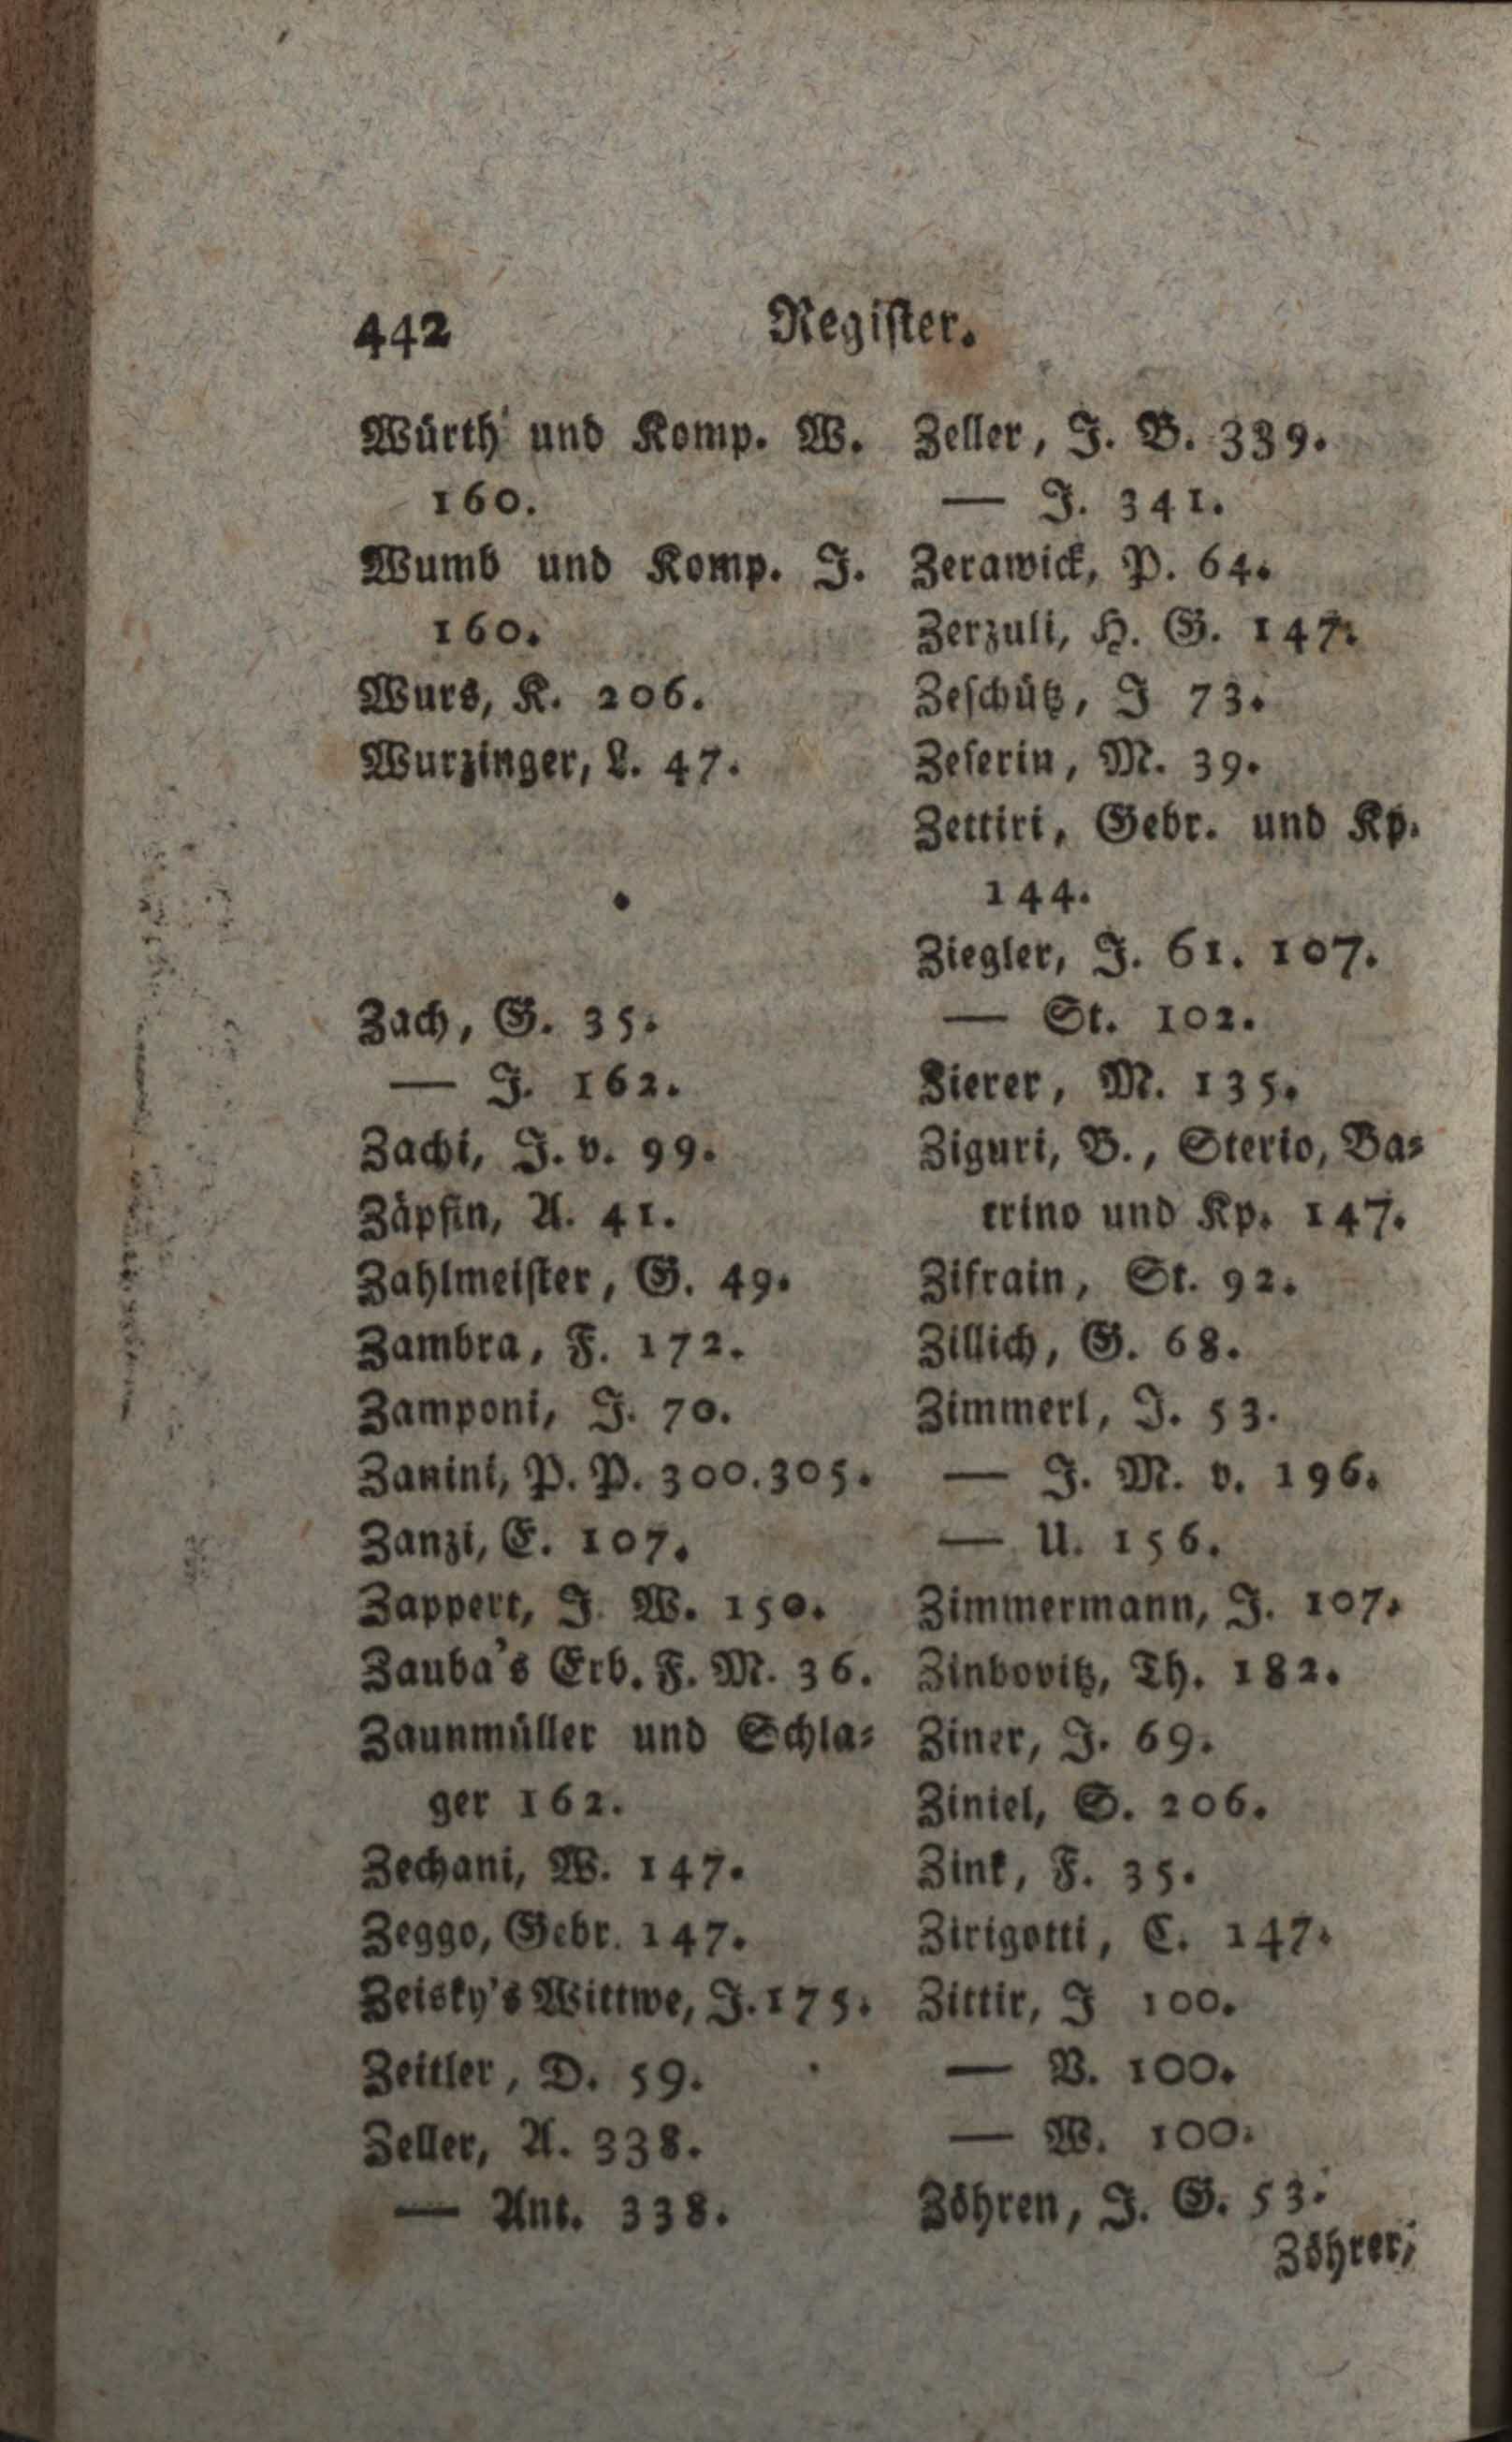 442 Register.
Würth und Komp. W.
160.
Wumb und Komp. J.
160.
Wurs, K. 206.
Wurzinger, L. 47.
Zach, G. 35.
— J. 162.
Zachi, J. v. 99.
Zäpfin, A. 41.
Zahlmeister, G. 49.
Zambra, F. 172.
Zamponi, J. 70.
Zanini, P. P. 300. 305.
Zanzi, E. 107.
Zappert, J. W. 150.
Zauba's Erb. F. M. 36.
Zaunmüller und Schla-
ger 162.
Zechani, W. 147.
Zeggo, Gebr. 147.
Zeisky's Wittwe, J. 175.
Zeitler, D. 59.
Zeller, A. 338.
— Ant. 338.
Zeller, J. B. 339.
— J. 341.
Zerawick, P. 64.
Zerzuli, H. G. 147.
Zeschütz, J 73.
Zeserin, M. 39.
Zettiri, Gebr. und Kp.
144.
Ziegler, J. 61. 107.
— St. 102.
Zierer, M. 135.
Ziguri, B., Sterio, Ba-
trino und Kp. 147.
Zifrain, St. 92.
Zillich, G. 68.
Zimmerl, J. 53.
— J. M. v. 196.
— U. 156.
Zimmermann, J. 107.
Zindovitz, Th. 182.
Ziner, J. 69.
Ziniel, S. 206.
Zink, F. 35.
Zirigotti, C. 147.
Zittir, J 100.
— V. 100.
— W. 100.
Zöhren, J. G. 53.
Zöhrer,